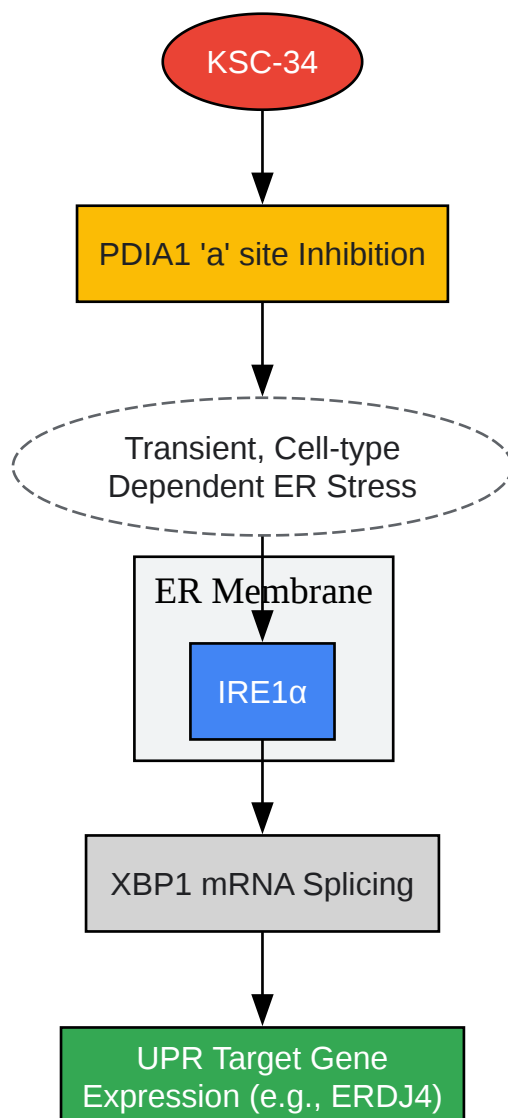 KSC-34
PDIA1 'a' site Inhibition
Transient, Cell-type
Dependent ER Stress
ER Membrane
IRE1α
XBP1 mRNA Splicing
UPR Target Gene
Expression (e.g., ERDJ4)